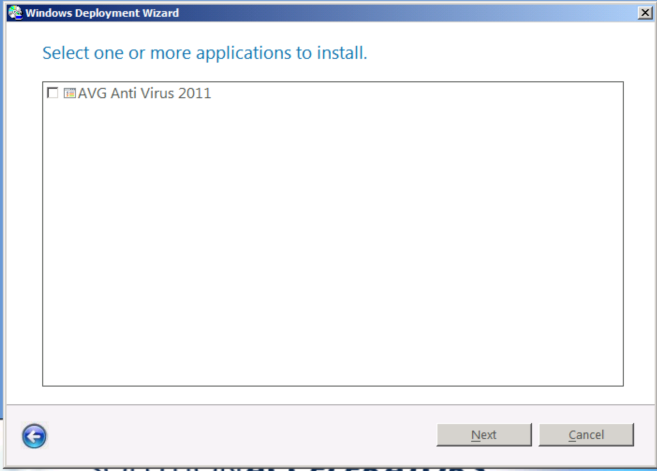 Windows Deployment Wizard
Select one or more applications to install.
AVG Anti Virus 2011
Next
Cancel